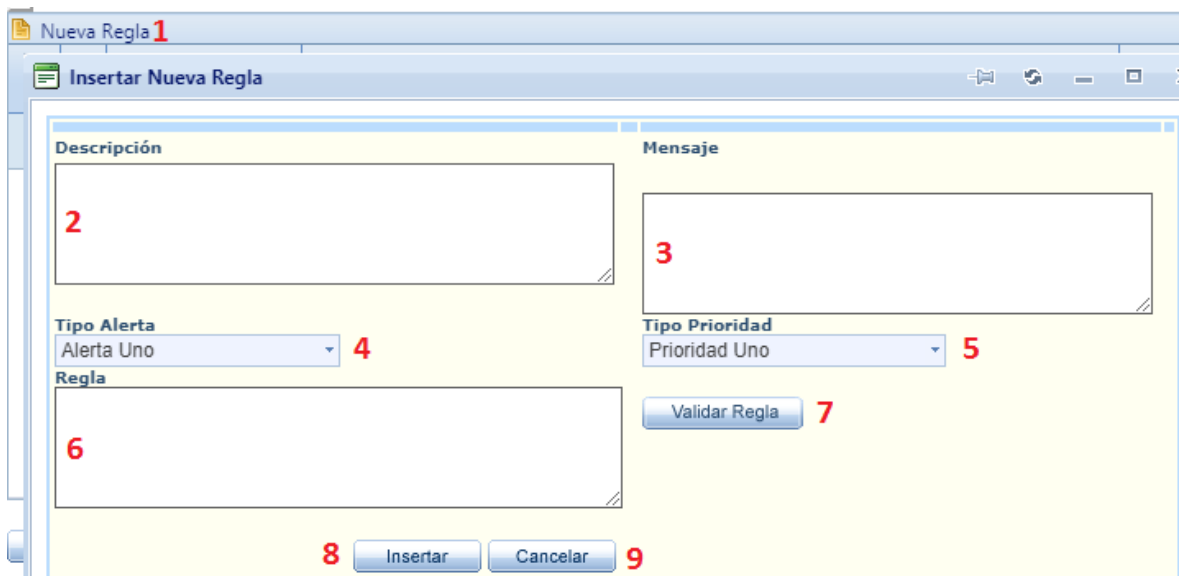 Nueva Regla 1
Insertar Nueva Regla
Descripción Mensaje
2
3
Tipo Alerta Tipo Prioridad
Alerta Uno 4 Prioridad Uno 5
Regla
Validar Regla 7
6
8 Insertar Cancelar 9